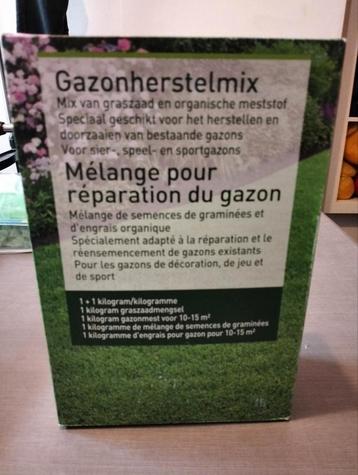 Gazonherstelmix
Mix van graszaad en organische meststof
Speciaal geschikt voor het herstellen en
doorzaaien van bestaande gazons
Voor sier-, speel- en sportgazons
Mélange pour
réparation du gazon
Mélange de semences de graminées et
d'engrais organique
Spécialement adapté à la réparation et le
réensemencement de gazons existants
Pour les gazons de décoration, de jeu et
de sport
1 + 1 kilogram/kilogramme
1 kilogram graszaadmengsel
1 kilogram gazonmest voor 10-15 m²
1 kilogramme de mélange de semences de graminées
1 kilogramme d'engrais pour gazon pour 10-15 m²